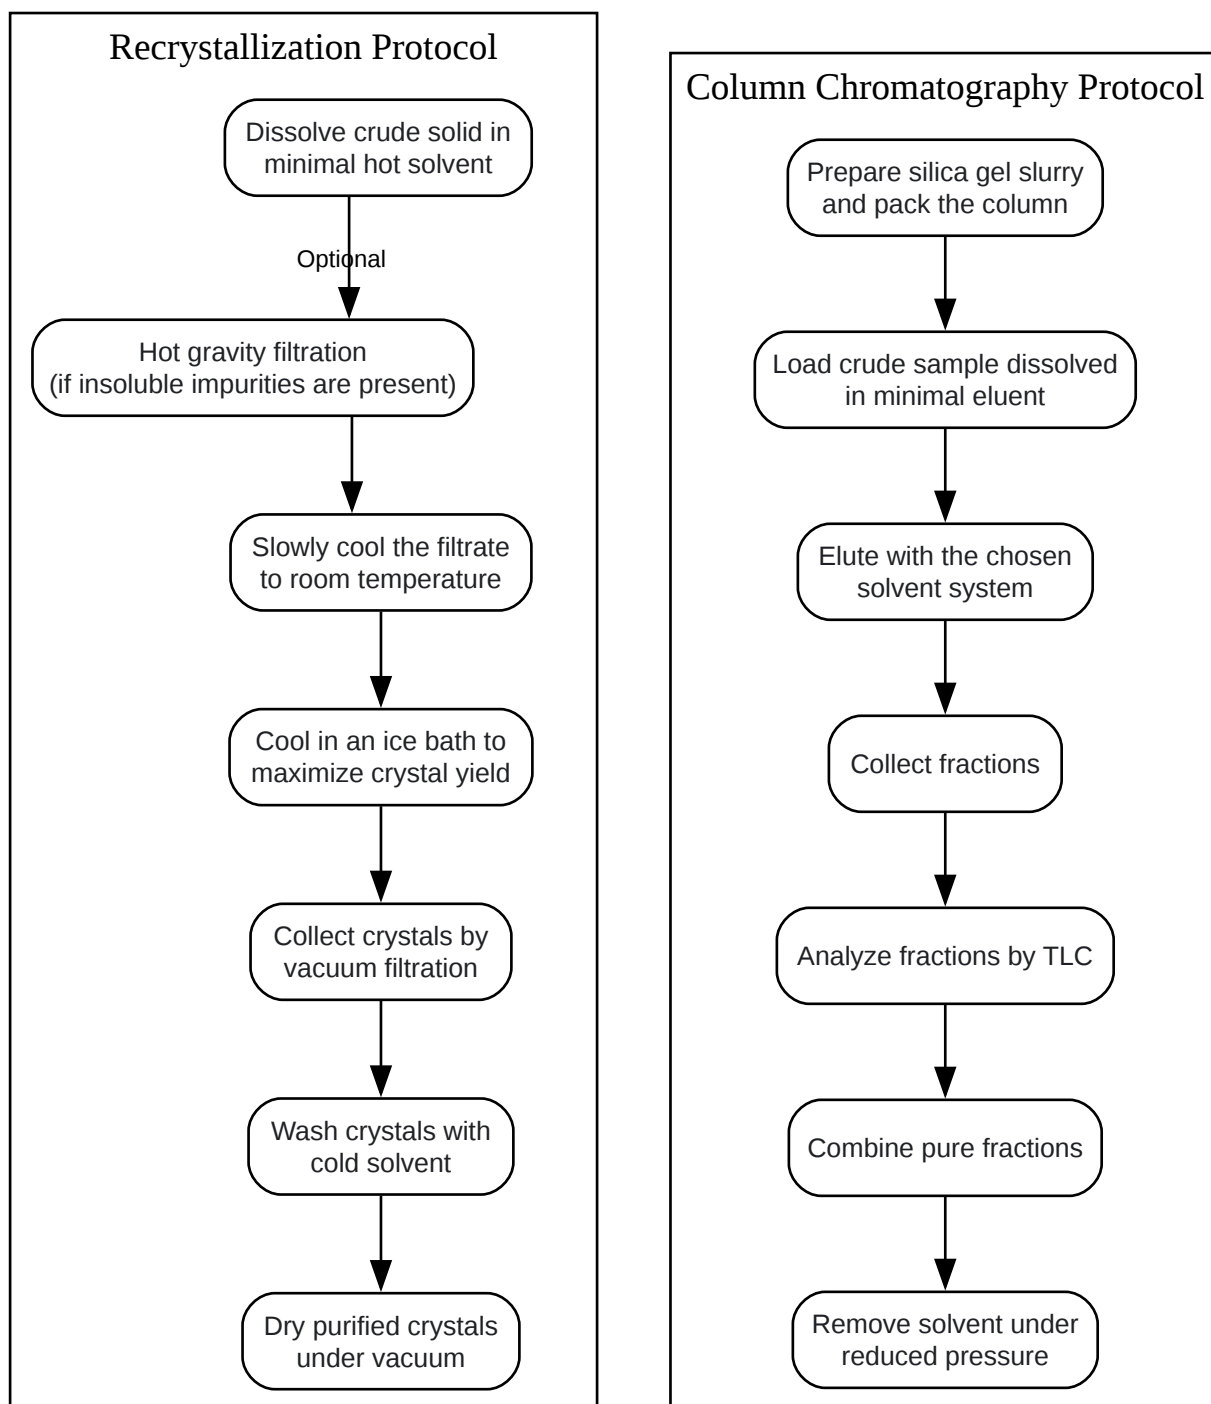 Recrystallization Protocol
Dissolve crude solid in
minimal hot solvent
Optional
Hot gravity filtration
(if insoluble impurities are present)
Slowly cool the filtrate
to room temperature
Cool in an ice bath to
maximize crystal yield
Collect crystals by
vacuum filtration
Wash crystals with
cold solvent
Dry purified crystals
under vacuum
Column Chromatography Protocol
Prepare silica gel slurry
and pack the column
Load crude sample dissolved
in minimal eluent
Elute with the chosen
solvent system
Collect fractions
Analyze fractions by TLC
Combine pure fractions
Remove solvent under
reduced pressure